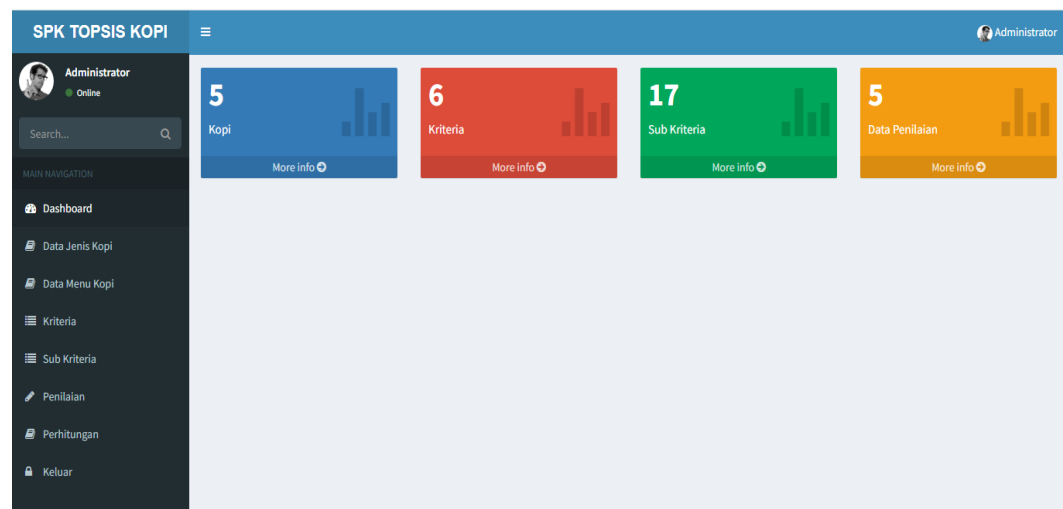 SPK TOPSIS KOPI
Administrator
Administrator
Online
Search...
MAIN NAVIGATION
Dashboard
Data Jenis Kopi
Data Menu Kopi
Kriteria
Sub Kriteria
Penilaian
Perhitungan
Keluar
5
Kopi
More info
6
Kriteria
More info
17
Sub Kriteria
More info
5
Data Penilaian
More info